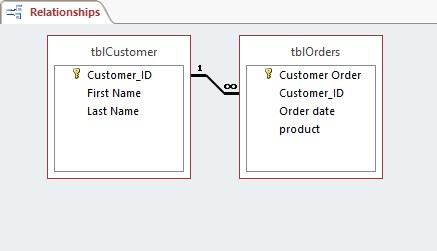 Relationships
tblCustomer
Customer_ID
First Name
Last Name
1
∞
tblOrders
Customer Order
Customer_ID
Order date
product